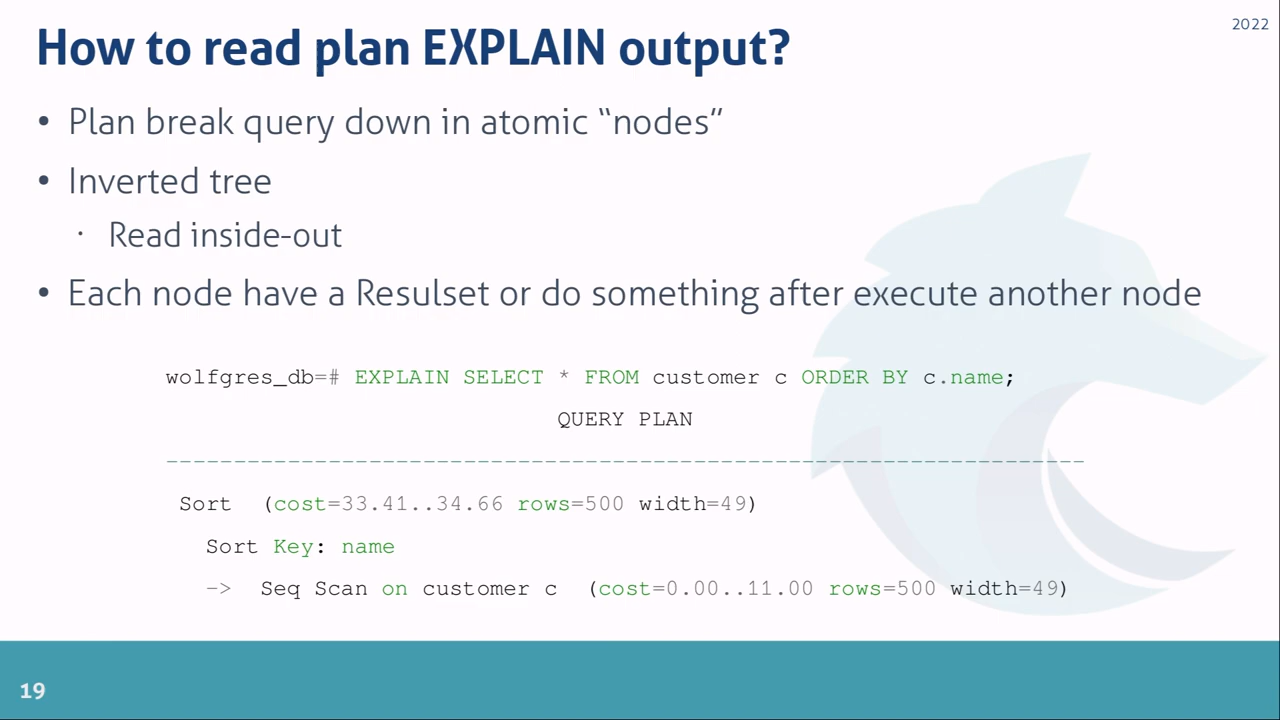 2022
How to read plan EXPLAIN output?
• Plan break query down in atomic “nodes”
• Inverted tree
· Read inside-out
• Each node have a Resulset or do something after execute another node
wolfgres_db=# EXPLAIN SELECT * FROM customer c ORDER BY c.name;
QUERY PLAN
--------------------------------------------------------------------
Sort  (cost=33.41..34.66 rows=500 width=49)
Sort Key: name
->  Seq Scan on customer c  (cost=0.00..11.00 rows=500 width=49)
19